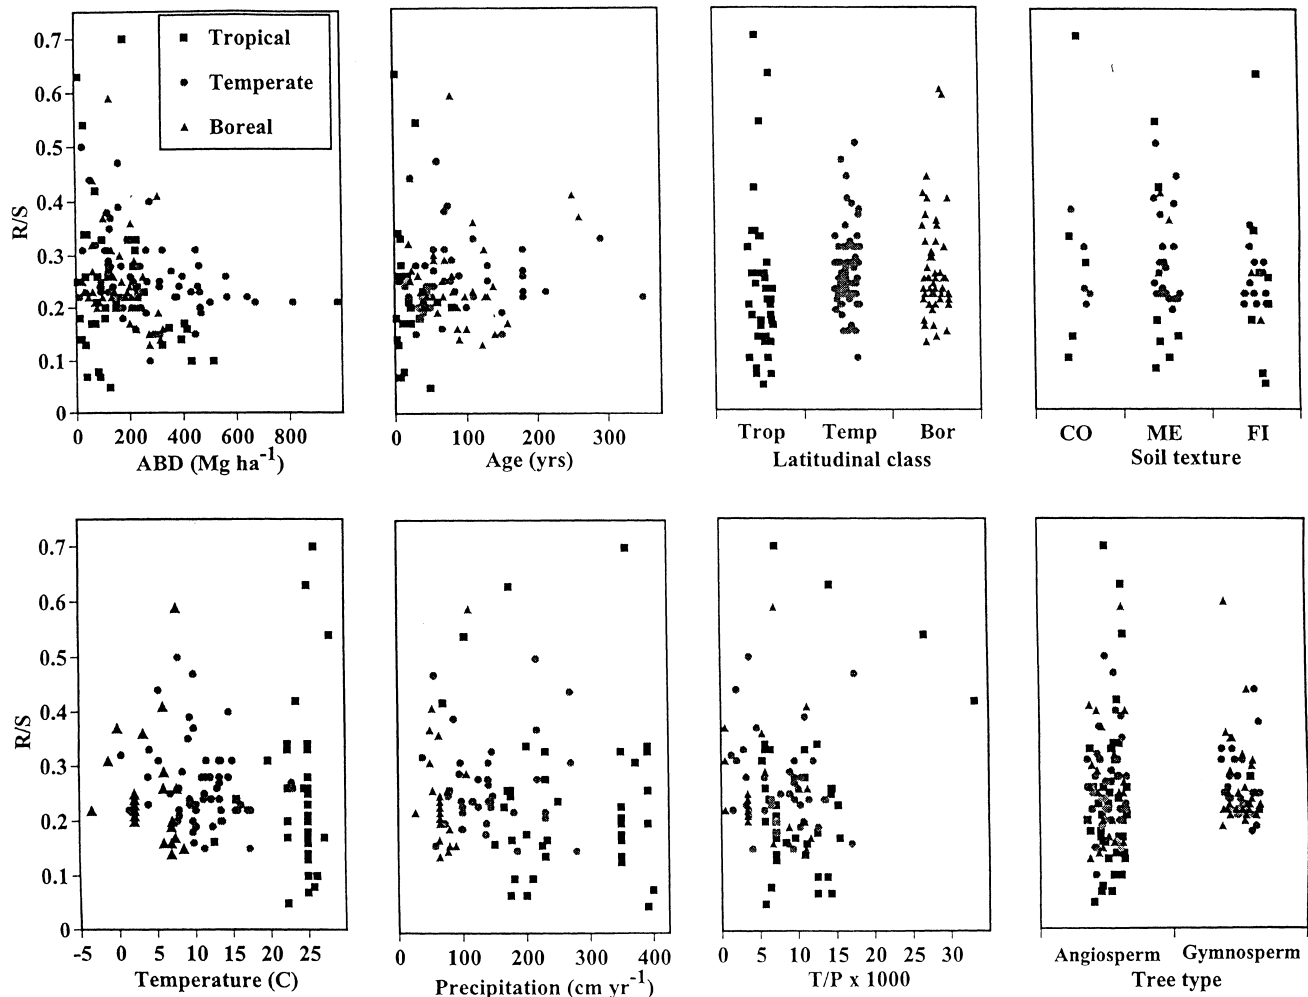 Tropical
Temperate
Boreal
R/S
0.7
0.6
0.5
0.4
0.3
0.2
0.1
0
0 200 400 600 800
ABD (Mg ha-1)
0 100 200 300
Age (yrs)
Trop Temp Bor
Latitudinal class
CO ME FI
Soil texture
R/S
0.7
0.6
0.5
0.4
0.3
0.2
0.1
0
-5 0 5 10 15 20 25
Temperature (C)
0 100 200 300 400
Precipitation (cm yr-1)
0 5 10 15 20 25 30
T/P x 1000
Angiosperm Gymnosperm
Tree type